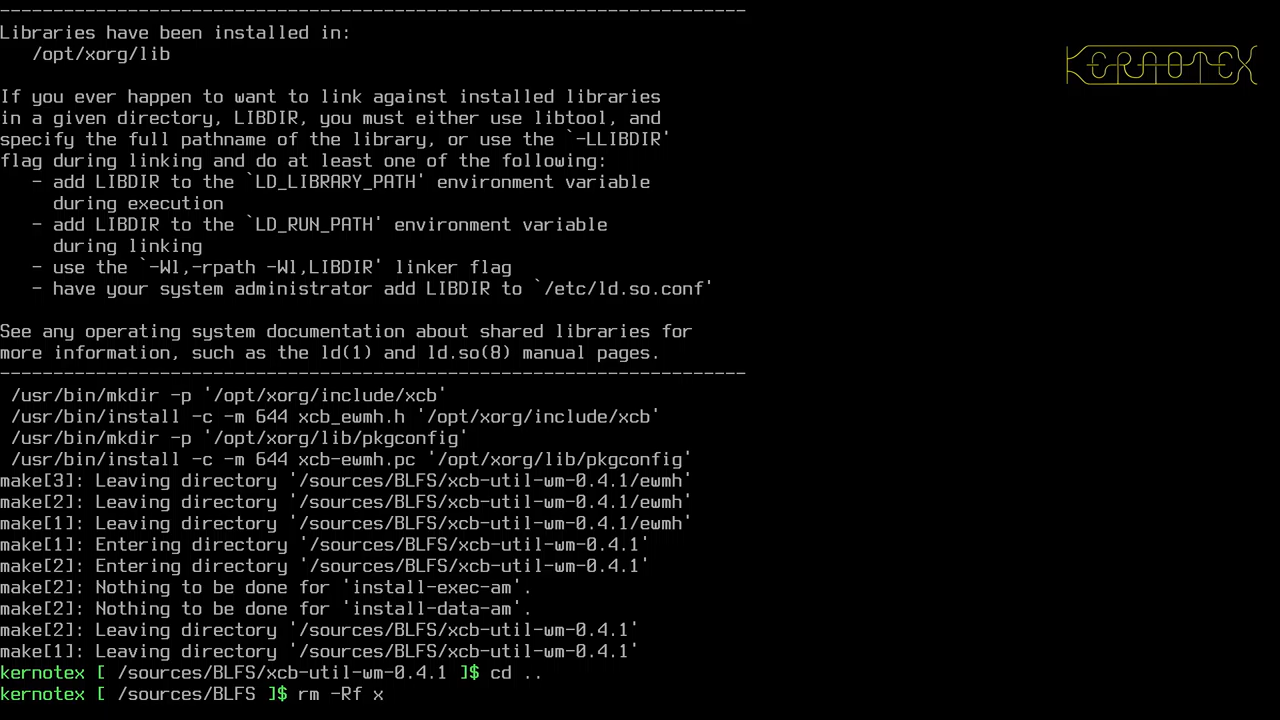 ----------------------------------------------------------------------
Libraries have been installed in:
   /opt/xorg/lib
KERNOTEX
If you ever happen to want to link against installed libraries
in a given directory, LIBDIR, you must either use libtool, and
specify the full pathname of the library, or use the `-LLIBDIR'
flag during linking and do at least one of the following:
   - add LIBDIR to the `LD_LIBRARY_PATH' environment variable
     during execution
   - add LIBDIR to the `LD_RUN_PATH' environment variable
     during linking
   - use the `-Wl,-rpath -Wl,LIBDIR' linker flag
   - have your system administrator add LIBDIR to `/etc/ld.so.conf'
See any operating system documentation about shared libraries for
more information, such as the ld(1) and ld.so(8) manual pages.
----------------------------------------------------------------------
 /usr/bin/mkdir -p '/opt/xorg/include/xcb'
 /usr/bin/install -c -m 644 xcb_ewmh.h '/opt/xorg/include/xcb'
 /usr/bin/mkdir -p '/opt/xorg/lib/pkgconfig'
 /usr/bin/install -c -m 644 xcb-ewmh.pc '/opt/xorg/lib/pkgconfig'
make[3]: Leaving directory '/sources/BLFS/xcb-util-wm-0.4.1/ewmh'
make[2]: Leaving directory '/sources/BLFS/xcb-util-wm-0.4.1/ewmh'
make[1]: Leaving directory '/sources/BLFS/xcb-util-wm-0.4.1/ewmh'
make[1]: Entering directory '/sources/BLFS/xcb-util-wm-0.4.1'
make[2]: Entering directory '/sources/BLFS/xcb-util-wm-0.4.1'
make[2]: Nothing to be done for 'install-exec-am'.
make[2]: Nothing to be done for 'install-data-am'.
make[2]: Leaving directory '/sources/BLFS/xcb-util-wm-0.4.1'
make[1]: Leaving directory '/sources/BLFS/xcb-util-wm-0.4.1'
kernotex [ /sources/BLFS/xcb-util-wm-0.4.1 ]$ cd ..
kernotex [ /sources/BLFS ]$ rm -Rf x